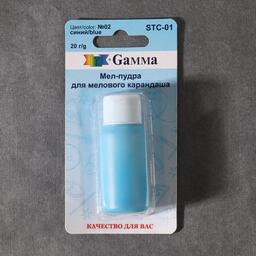 Цвет/color: №02
синий/blue
STC-01
20 г/g
Gamma
Мел-пудра
для мелового карандаша
КАЧЕСТВО ДЛЯ ВАС